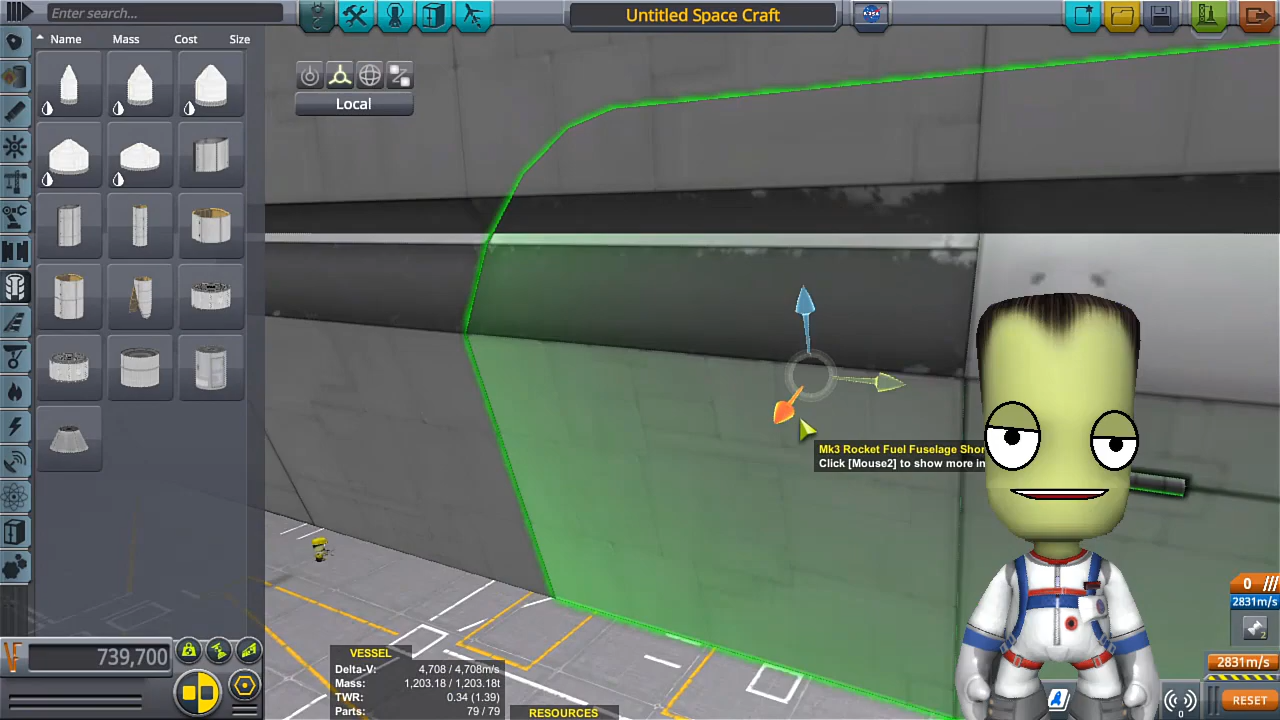 Enter search...
Untitled Space Craft
Name Mass Cost Size
Local
Mk3 Rocket Fuel Fuselage Shor
Click [Mouse2] to show more in
0
2831m/s
2
2831m/s
739,700
VESSEL
Delta-V: 4,708 / 4,708m/s
Mass: 1,203.18 / 1,203.18t
TWR: 0.34 (1.39)
Parts: 79 / 79
RESOURCES
RESET